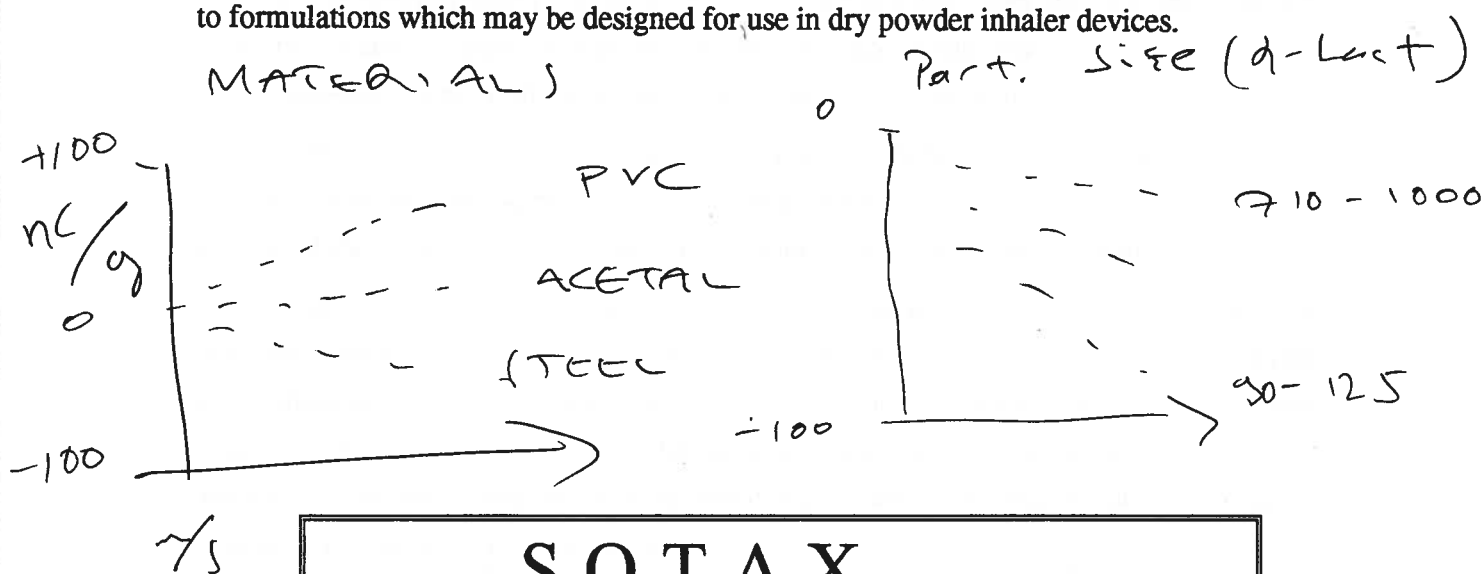 to formulations which may be designed for use in dry powder inhaler devices.
MATERIALS
Part. Size (α-Lact)
+100
nC/g
0
-100
PVC
ACETAL
STEEL
m/s
0
-100
710 - 1000
90 - 125
SOTAX